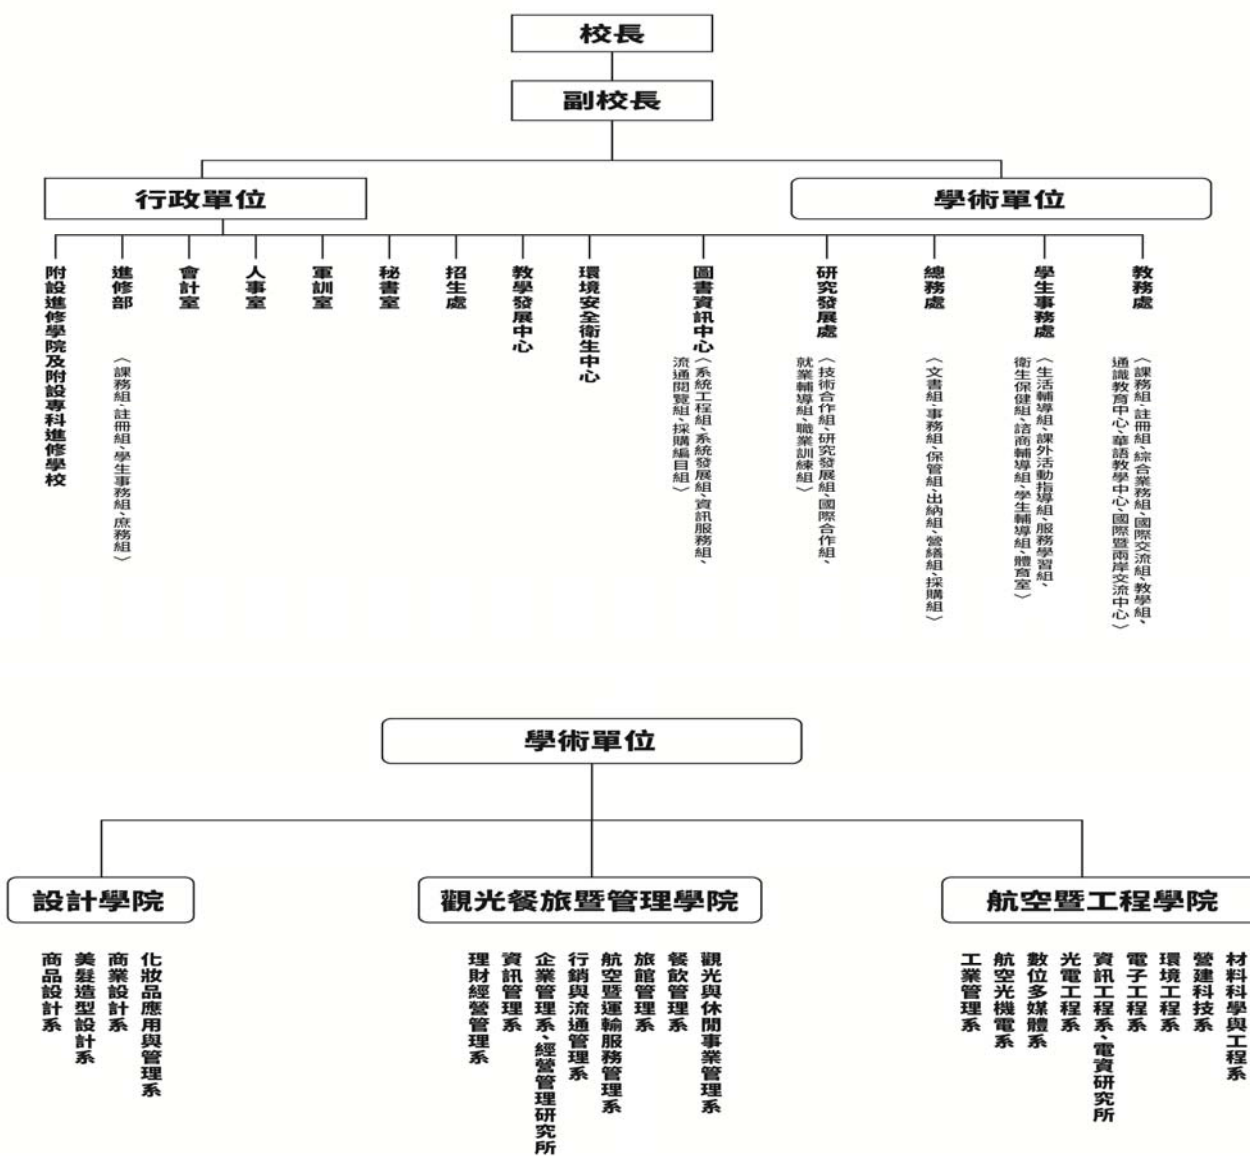 校長
副校長
行政單位
學術單位
教務處
〈課務組、註冊組、綜合業務組、國際交流組、教學組、
通識教育中心、華語教學中心、國際暨兩岸交流中心〉
學生事務處
〈生活輔導組、課外活動指導組、服務學習組、
衛生保健組、諮商輔導組、學生輔導組、體育室〉
總務處
〈文書組、事務組、保管組、出納組、營繕組、採購組〉
研究發展處
〈技術合作組、研究發展組、國際合作組、
就業輔導組、職業訓練組〉
圖書資訊中心
〈系統工程組、系統發展組、資訊服務組、
流通閱覽組、採購編目組〉
環境安全衛生中心
教學發展中心
招生處
秘書室
軍訓室
人事室
會計室
進修部
〈課務組、註冊組、學生事務組、庶務組〉
附設進修學院及附設專科進修學校
學術單位
設計學院
觀光餐旅暨管理學院
航空暨工程學院
化妝品應用與管理系
商業設計系
美髮造型設計系
商品設計系
觀光與休閒事業管理系
餐飲管理系
旅館管理系
航空暨運輸服務管理系
行銷與流通管理系
企業管理系、經營管理研究所
資訊管理系
理財經營管理系
材料科學與工程系
營建科技系
環境工程系
電子工程系
資訊工程系、電資研究所
光電工程系
數位多媒體系
航空光機電系
工業管理系